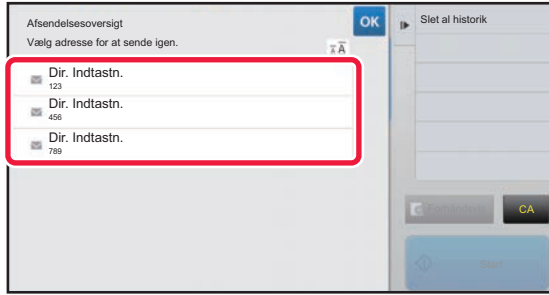 Afsendelsesoversigt
OK
Slet al historik
Vælg adresse for at sende igen.
A A
Dir. Indtastn.
123
Dir. Indtastn.
456
Dir. Indtastn.
789
CA
Start